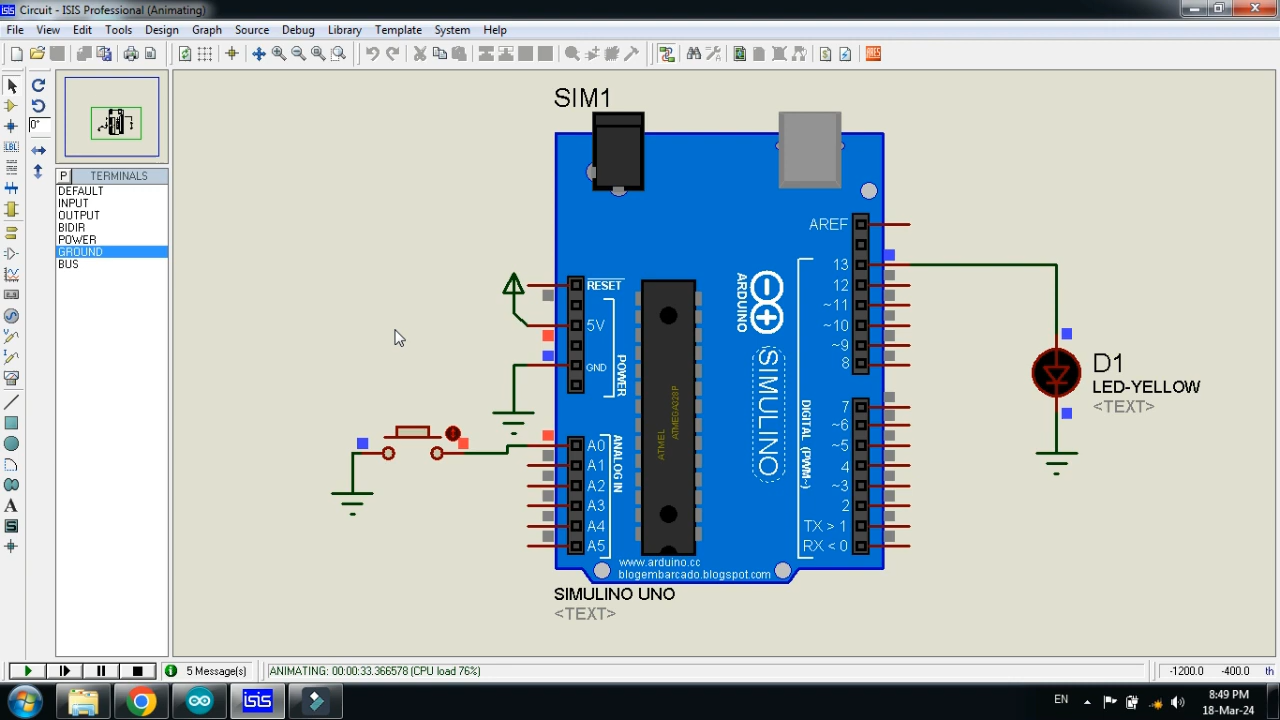 Circuit - ISIS Professional (Animating)
File View Edit Tools Design Graph Source Debug Library Template System Help
LBL
ARES
0°
P TERMINALS
DEFAULT
INPUT
OUTPUT
BIDIR
POWER
GROUND
BUS
A
SIM1
RESET
5V
GND
POWER
A0
A1
A2
A3
A4
A5
ANALOG IN
ATMEL
ATMEGA328P
ARDUINO
SIMULINO
AREF
13
12
~11
~10
~9
8
7
~6
~5
4
~3
2
TX > 1
RX < 0
DIGITAL (PWM~)
www.arduino.cc
blogembarcado.blogspot.com
SIMULINO UNO
<TEXT>
D1
LED-YELLOW
<TEXT>
5 Message(s)
ANIMATING: 00:00:33.366578 (CPU load 76%)
-1200.0 -400.0 th
isis
EN
8:49 PM
18-Mar-24